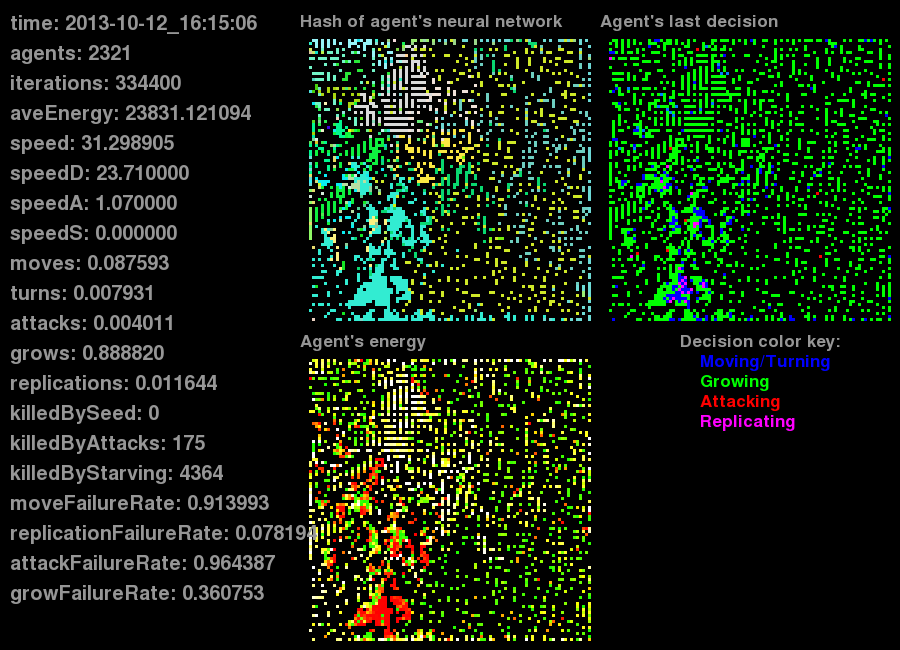 time: 2013-10-12_16:15:06
agents: 2321
iterations: 334400
aveEnergy: 23831.121094
speed: 31.298905
speedD: 23.710000
speedA: 1.070000
speedS: 0.000000
moves: 0.087593
turns: 0.007931
attacks: 0.004011
grows: 0.888820
replications: 0.011644
killedBySeed: 0
killedByAttacks: 175
killedByStarving: 4364
moveFailureRate: 0.913993
replicationFailureRate: 0.078194
attackFailureRate: 0.964387
growFailureRate: 0.360753
Hash of agent's neural network
Agent's last decision
Agent's energy
Decision color key:
Moving/Turning
Growing
Attacking
Replicating